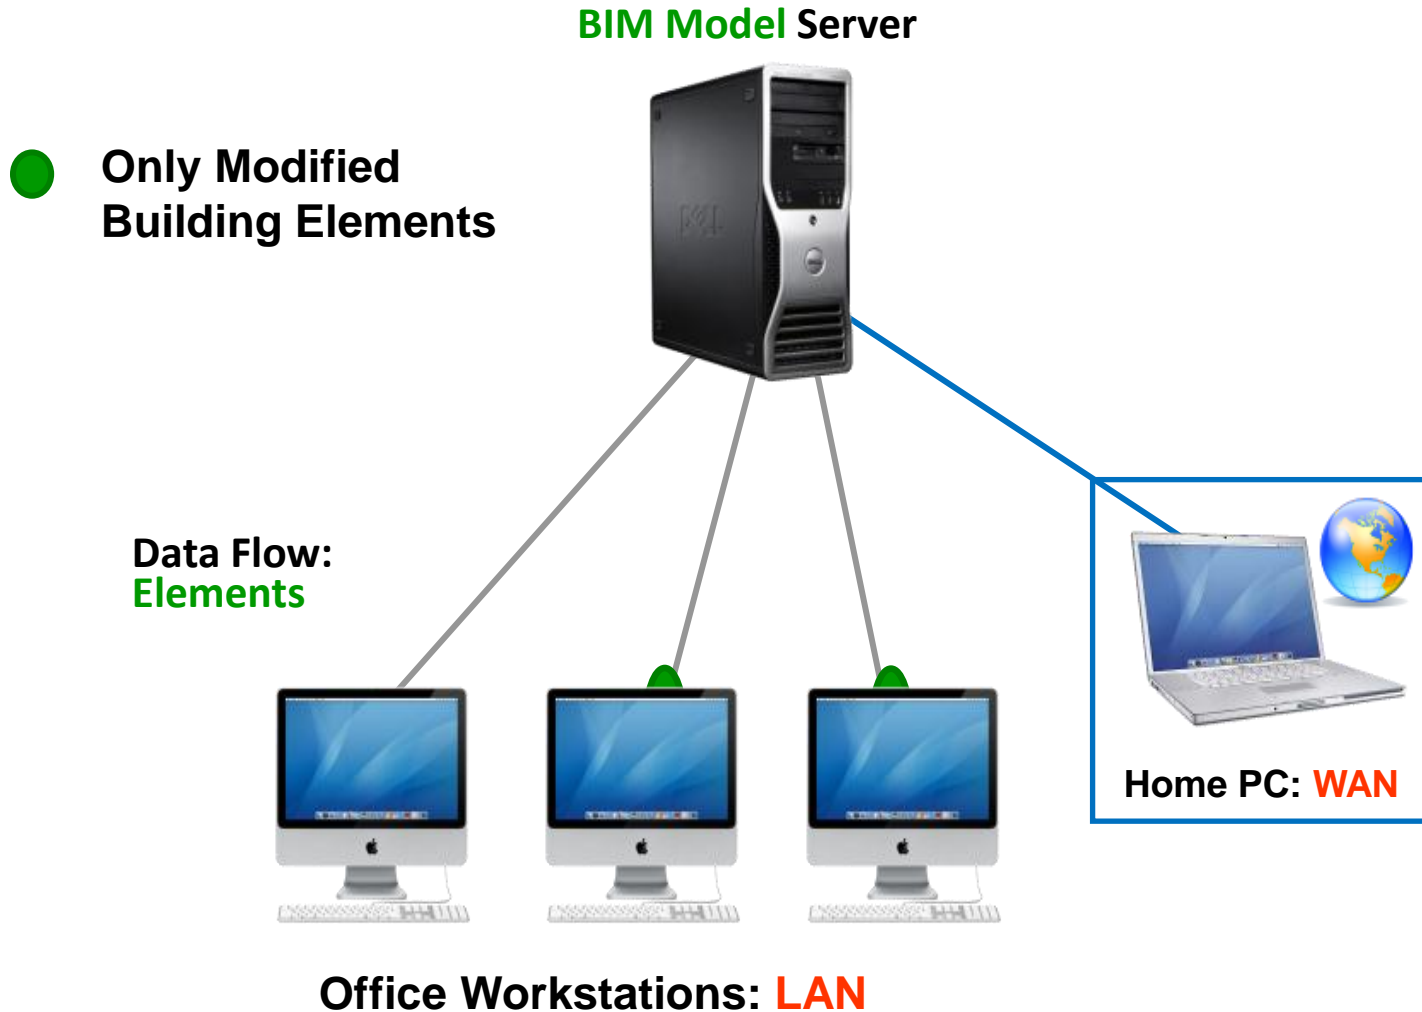 BIM Model Server
Only Modified
Building Elements
Data Flow:
Elements
Home PC: WAN
Office Workstations: LAN